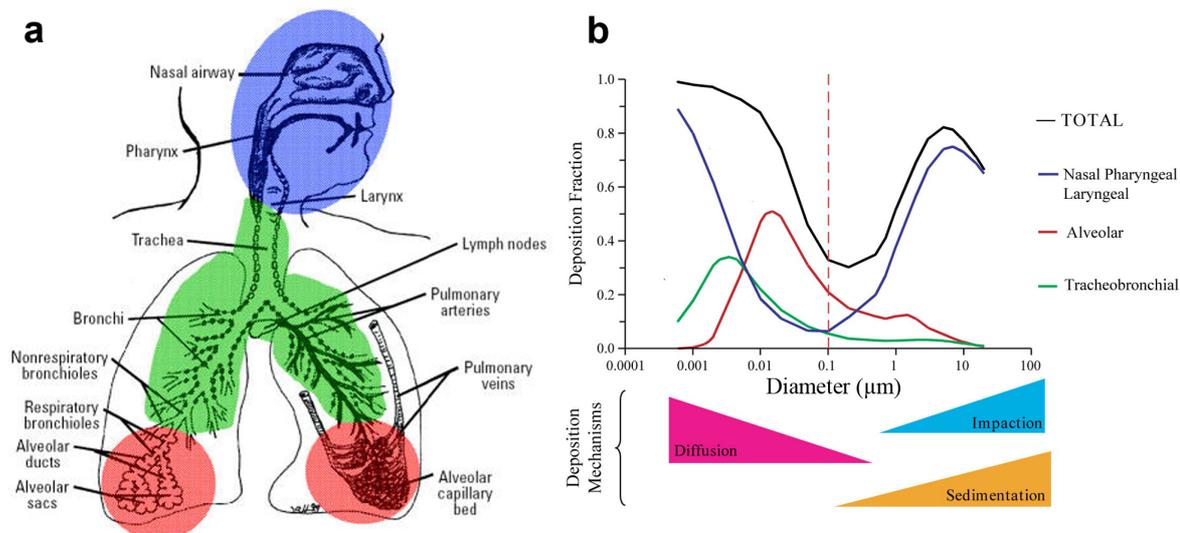 a
Nasal airway
Pharynx
Larynx
Trachea
Lymph nodes
Pulmonary
arteries
Bronchi
Nonrespiratory
bronchioles
Pulmonary
veins
Respiratory
bronchioles
Alveolar
ducts
Alveolar
sacs
Alveolar
capillary
bed
b
Deposition Fraction
1.0
0.8
0.6
0.4
0.2
0.0
0.0001
0.001
0.01
0.1
1
10
100
Diameter (μm)
TOTAL
Nasal Pharyngeal
Laryngeal
Alveolar
Tracheobronchial
Deposition
Mechanisms
Diffusion
Impaction
Sedimentation